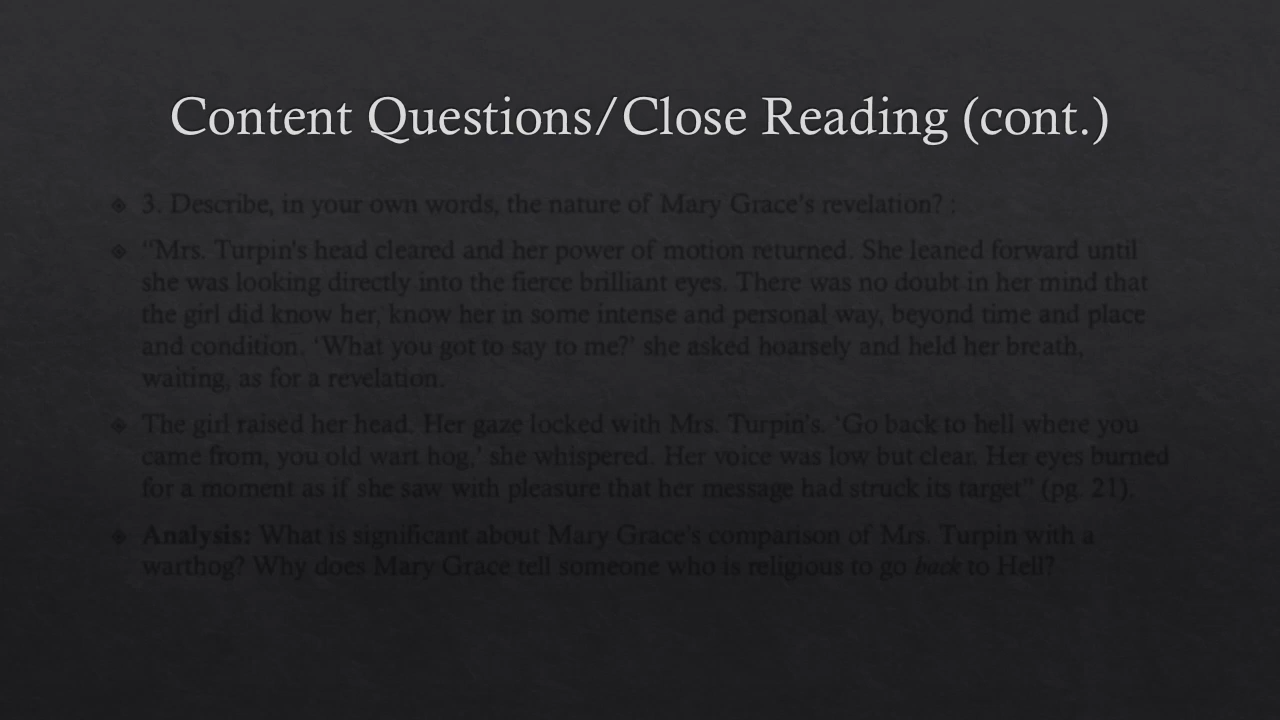 Content Questions/Close Reading (cont.)
3. Describe, in your own words, the nature of Mary Grace's revelation? :
“Mrs. Turpin's head cleared and her power of motion returned. She leaned forward until
she was looking directly into the fierce brilliant eyes. There was no doubt in her mind that
the girl did know her, know her in some intense and personal way, beyond time and place
and condition. ‘What you got to say to me?’ she asked hoarsely and held her breath,
waiting, as for a revelation.
The girl raised her head. Her gaze locked with Mrs. Turpin's. ‘Go back to hell where you
came from, you old wart hog,’ she whispered. Her voice was low but clear. Her eyes burned
for a moment as if she saw with pleasure that her message had struck its target” (pg. 21).
Analysis: What is significant about Mary Grace's comparison of Mrs. Turpin with a
warthog? Why does Mary Grace tell someone who is religious to go back to Hell?